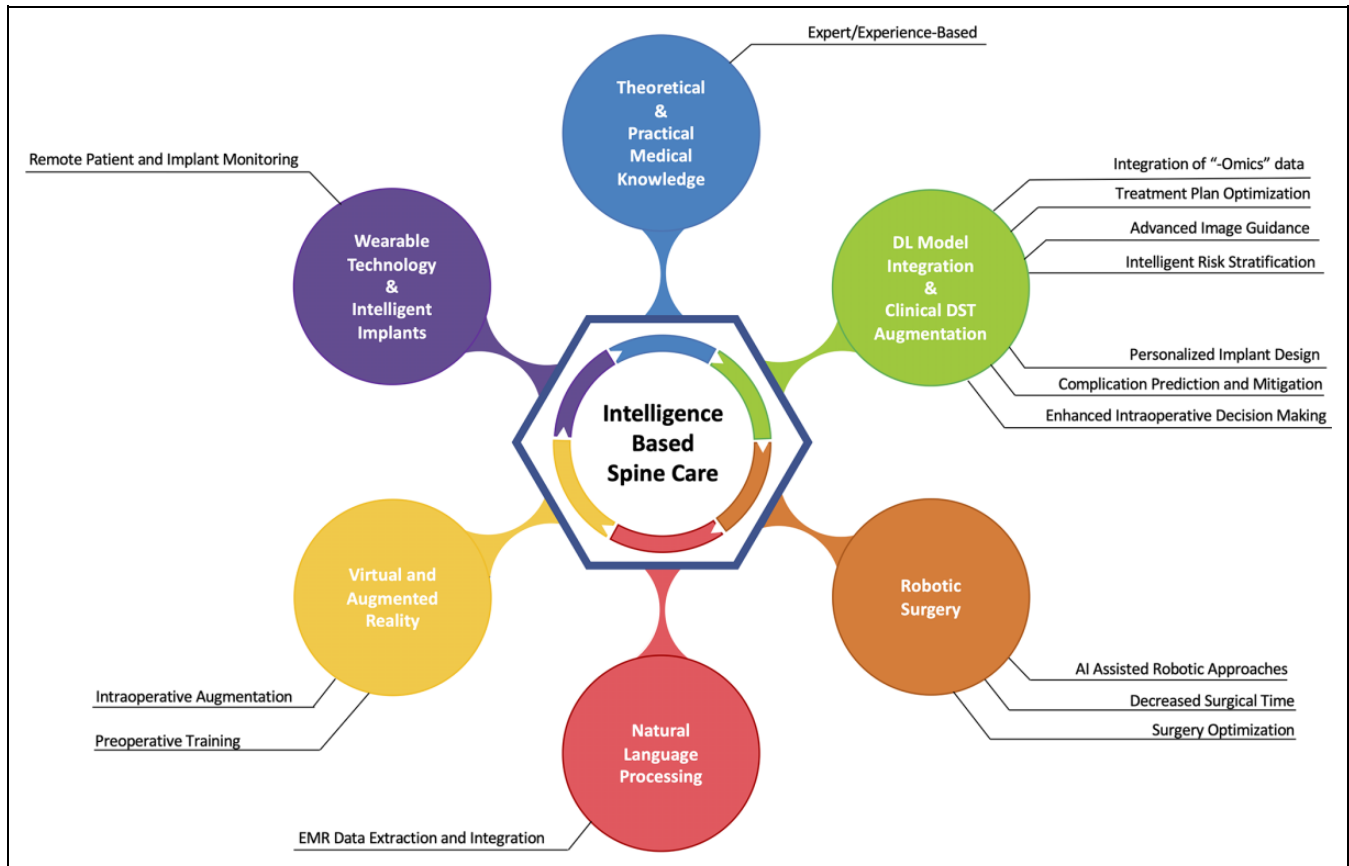 Expert/Experience-Based
Theoretical
&
Practical
Medical
Knowledge
Remote Patient and Implant Monitoring
Wearable
Technology
&
Intelligent
Implants
DL Model
Integration
&
Clinical DST
Augmentation
Integration of “-Omics” data
Treatment Plan Optimization
Advanced Image Guidance
Intelligent Risk Stratification
Personalized Implant Design
Complication Prediction and Mitigation
Enhanced Intraoperative Decision Making
Intelligence
Based
Spine Care
Virtual and
Augmented
Reality
Intraoperative Augmentation
Preoperative Training
Robotic
Surgery
AI Assisted Robotic Approaches
Decreased Surgical Time
Surgery Optimization
Natural
Language
Processing
EMR Data Extraction and Integration